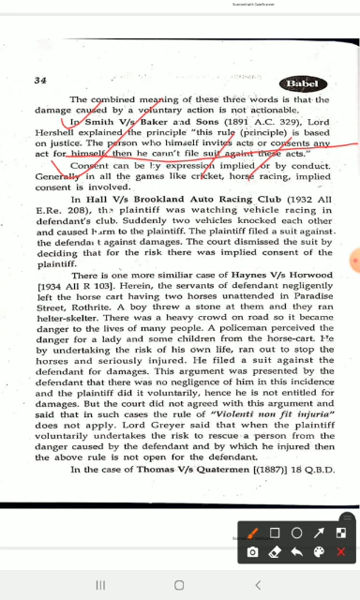 34
Babel
The combined meaning of these three words is that the
damage caused by a voluntary action is not actionable.
In Smith V/s Baker and Sons (1891 A.C. 329), Lord
Hershell explained the principle "this rule (principle) is based
on justice. The person who himself invites acts or consents any
act for himself, then he cann't file suit againt these acts."
Consent can be by expression implied or by conduct.
Generally in all the games like cricket, horse racing, implied
consent is involved.
In Hall V/s Brookland Auto Racing Club (1932 All
E.Re. 208), the plaintiff was watching vehicle racing in
defendant's club. Suddenly two vehicles knocked each other
and caused harm to the plaintiff. The plaintiff filed a suit against
the defendant against damages. The court dismissed the suit by
deciding that for the risk there was implied consent of the
plaintiff.
There is one more similiar case of Haynes V/s Horwood
[1934 All R 103]. Herein, the servants of defendant negligently
left the horse cart having two horses unattended in Paradise
Street, Rothrite. A boy threw a stone at them and they ran
helter-skelter. There was a heavy crowd on road so it became
danger to the lives of many people. A policeman perceived the
danger for a lady and some children from the horse-cart. He
by undertaking the risk of his own life, ran out to stop the
horses and seriously injured. He filed a suit against the
defendant for damages. This argument was presented by the
defendant that there was no negligence of him in this incidence
and the plaintiff did it voluntarily, hence he is not entitled for
damages. But the court did not agreed with this argument and
said that in such cases the rule of "Violenti non fit injuria"
does not apply. Lord Greyer said that when the plaintiff
voluntarily undertakes the risk to rescue a person from the
danger caused by the defendant and by which he injured then
the above rule is not open for the defendant.
In the case of Thomas V/s Quatermen [(1887)] 18 Q.B.D.